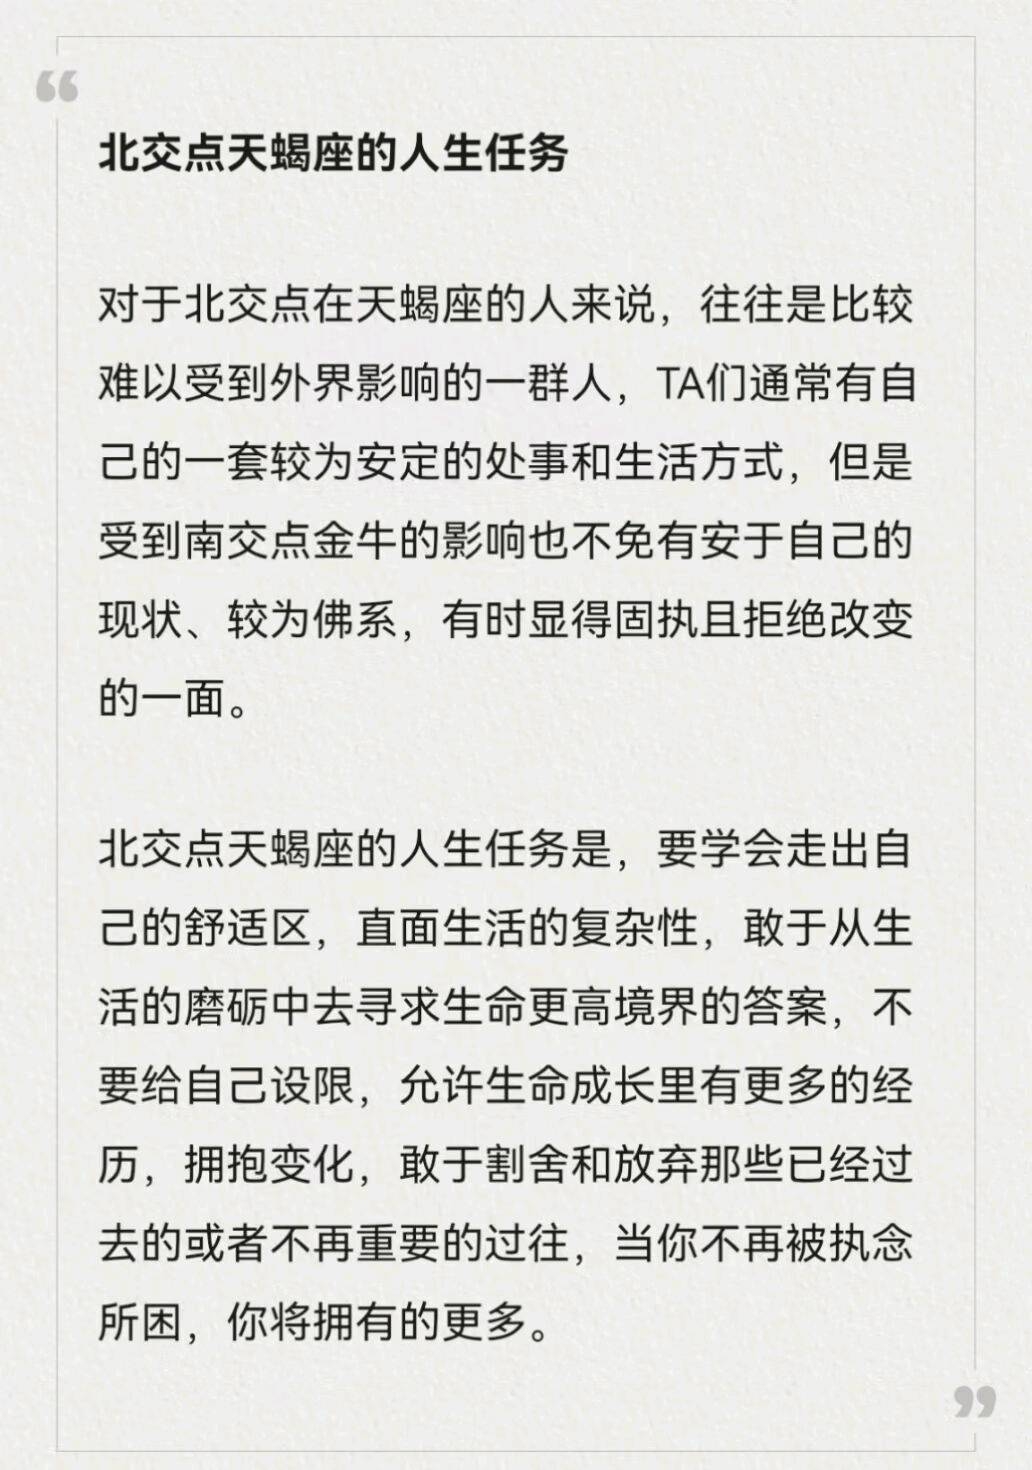 北交点天蝎座的人生任务
对于北交点在天蝎座的人来说，往往是比较
难以受到外界影响的一群人，TA们通常有自
己的一套较为安定的处事和生活方式，但是
受到南交点金牛的影响也不免有安于自己的
现状、较为佛系，有时显得固执且拒绝改变
的一面。
北交点天蝎座的人生任务是，要学会走出自
己的舒适区，直面生活的复杂性，敢于从生
活的磨砺中去寻求生命更高境界的答案，不
要给自己设限，允许生命成长里有更多的经
历，拥抱变化，敢于割舍和放弃那些已经过
去的或者不再重要的过往，当你不再被执念
所困，你将拥有的更多。